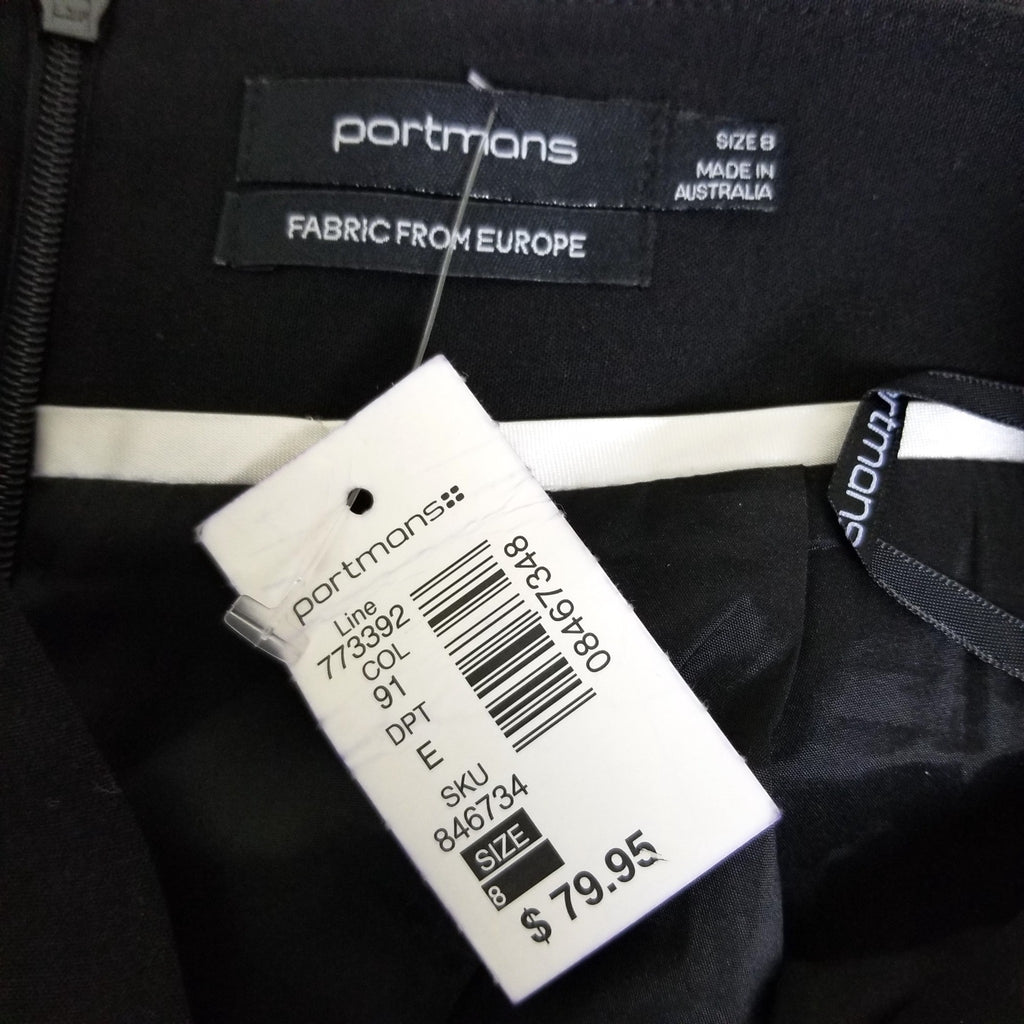 portmans
SIZE 8
MADE IN
AUSTRALIA
FABRIC FROM EUROPE
rtmans
portmans
Line
773392
COL
91
DPT
E
SKU
846734
SIZE
8
$ 79.95
08467348